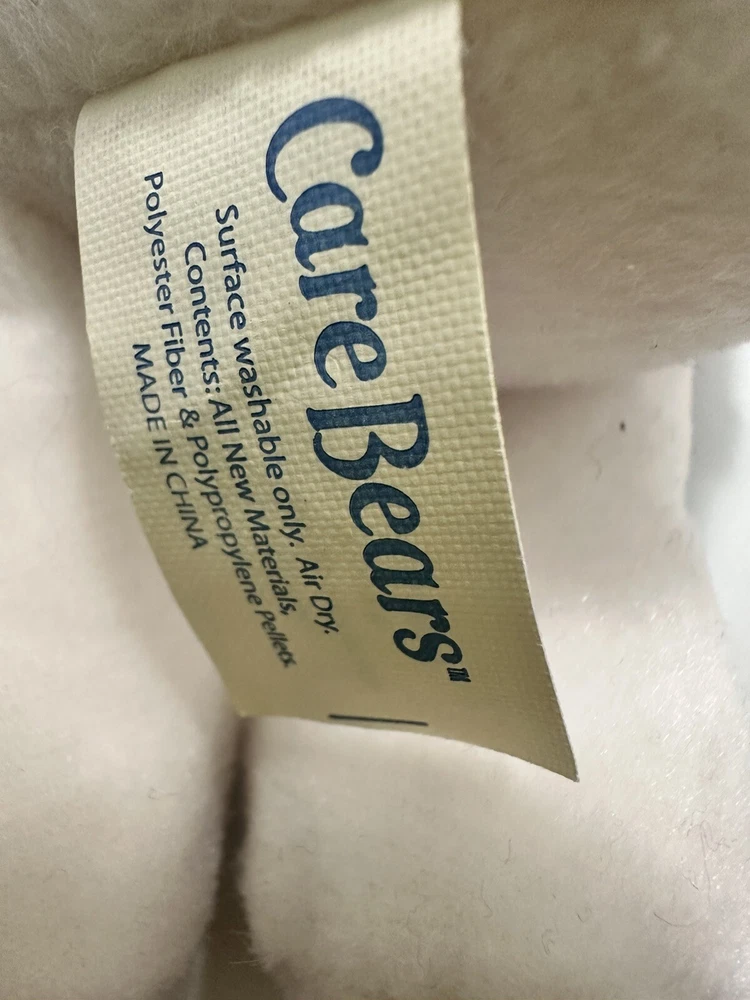 Care Bears™
Surface washable only. Air Dry.
Contents: All New Materials,
Polyester Fiber & Polypropylene Pellets
MADE IN CHINA